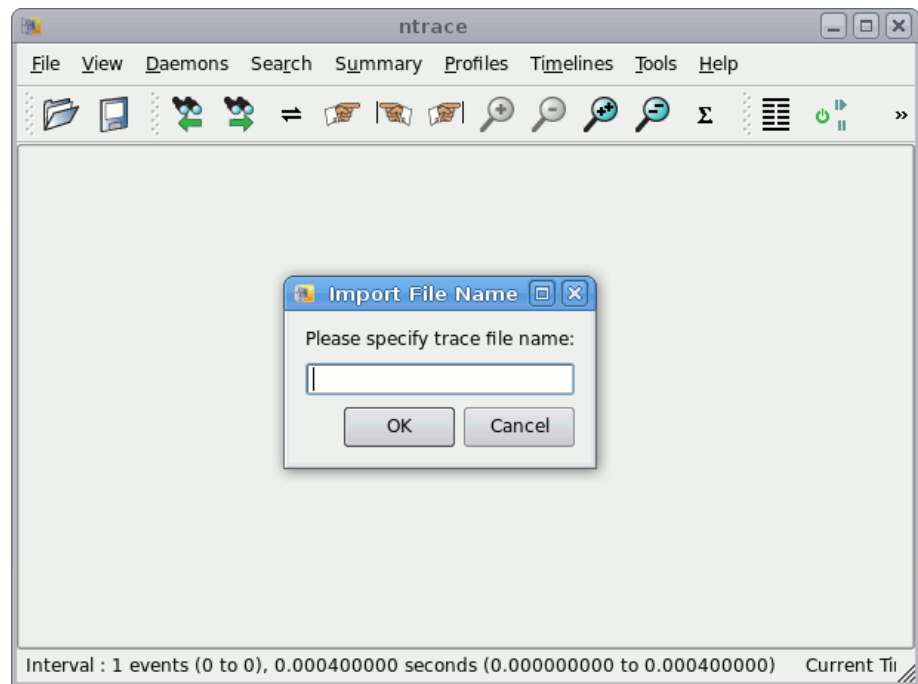 ntrace
File View Daemons Search Summary Profiles Timelines Tools Help
Σ »
Import File Name
Please specify trace file name:
OK Cancel
Interval : 1 events (0 to 0), 0.000400000 seconds (0.000000000 to 0.000400000) Current